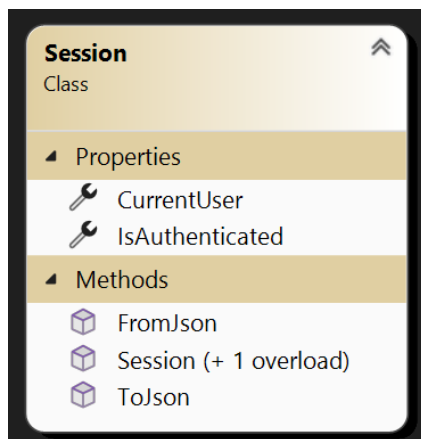 Session
Class
Properties
CurrentUser
IsAuthenticated
Methods
FromJson
Session (+ 1 overload)
ToJson